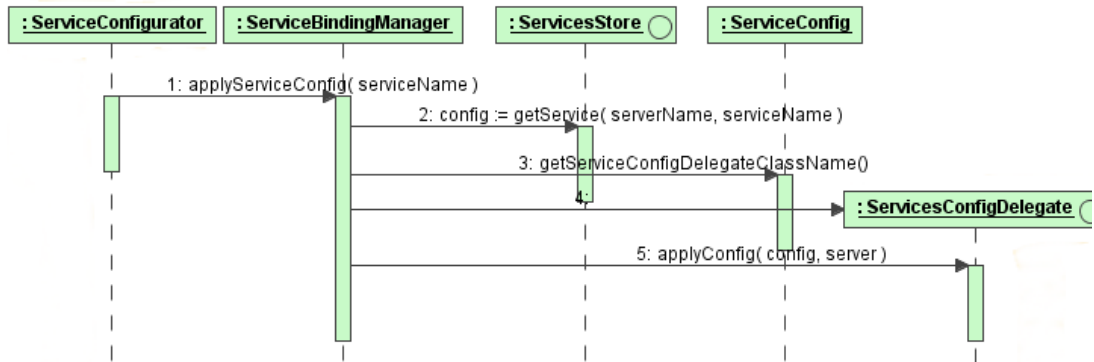 : ServiceConfigurator
: ServiceBindingManager
: ServicesStore
: ServiceConfig
1: applyServiceConfig( serviceName )
2: config := getService( serverName, serviceName )
3: getServiceConfigDelegateClassName()
4:
: ServicesConfigDelegate
5: applyConfig( config, server )